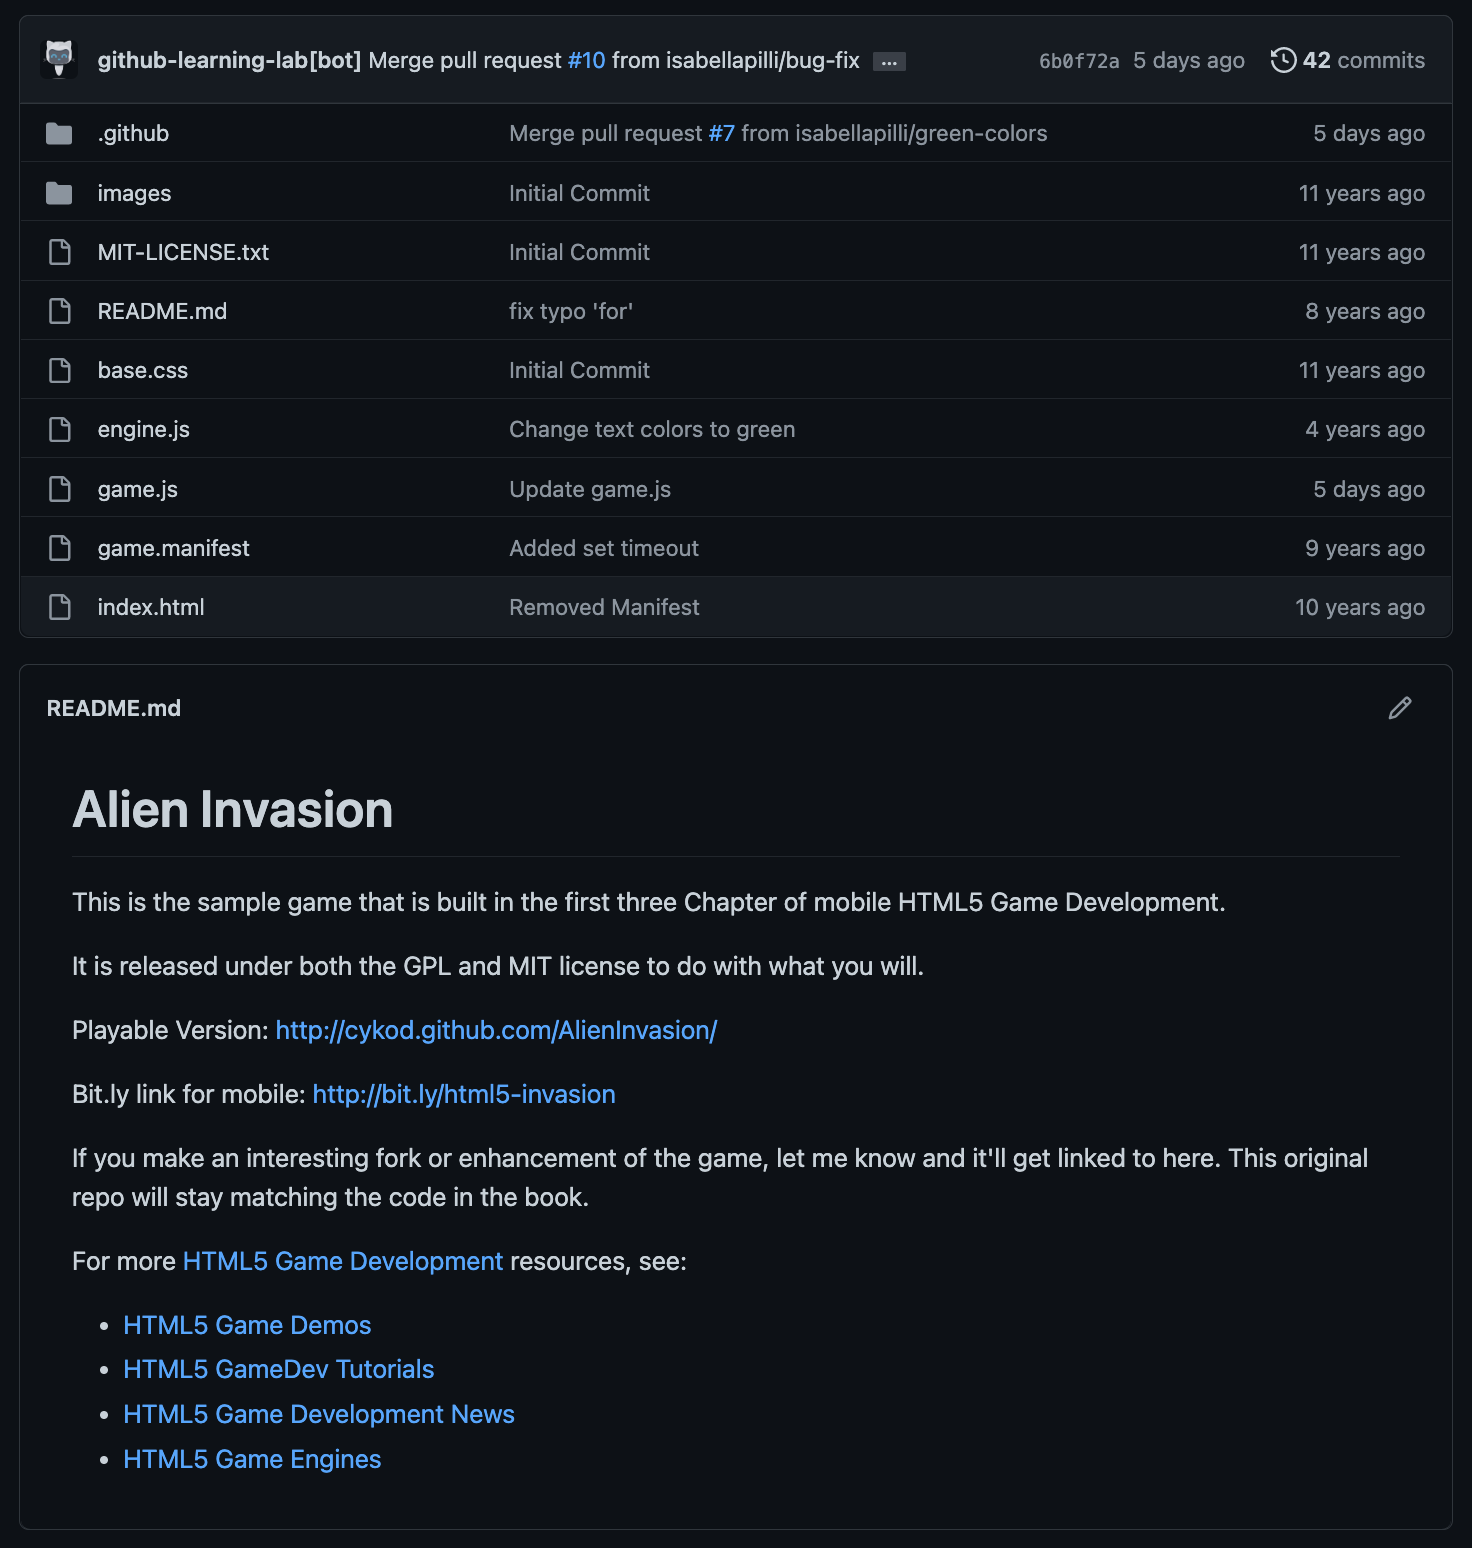 github-learning-lab[bot] Merge pull request #10 from isabellapilli/bug-fix ... 6b0f72a 5 days ago 42 commits
.github Merge pull request #7 from isabellapilli/green-colors 5 days ago
images Initial Commit 11 years ago
MIT-LICENSE.txt Initial Commit 11 years ago
README.md fix typo 'for' 8 years ago
base.css Initial Commit 11 years ago
engine.js Change text colors to green 4 years ago
game.js Update game.js 5 days ago
game.manifest Added set timeout 9 years ago
index.html Removed Manifest 10 years ago
README.md
Alien Invasion
This is the sample game that is built in the first three Chapter of mobile HTML5 Game Development.
It is released under both the GPL and MIT license to do with what you will.
Playable Version: http://cykod.github.com/AlienInvasion/
Bit.ly link for mobile: http://bit.ly/html5-invasion
If you make an interesting fork or enhancement of the game, let me know and it'll get linked to here. This original
repo will stay matching the code in the book.
For more HTML5 Game Development resources, see:
• HTML5 Game Demos
• HTML5 GameDev Tutorials
• HTML5 Game Development News
• HTML5 Game Engines